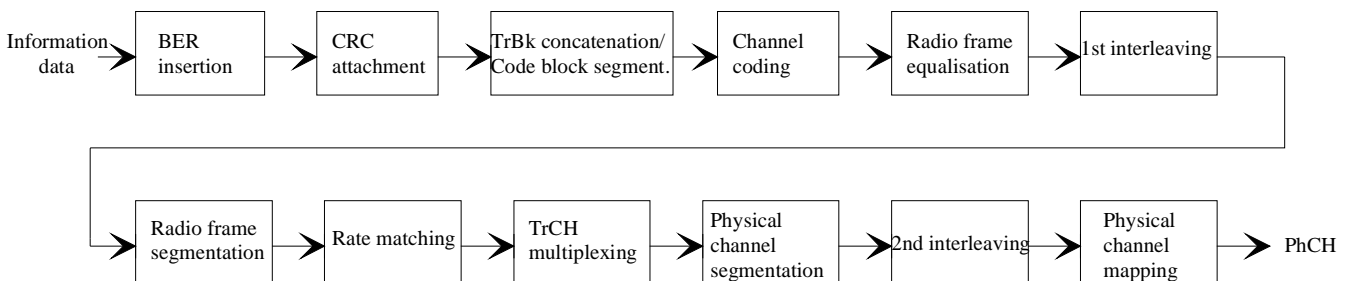 Information
data
BER
insertion
CRC
attachment
TrBk concatenation/
Code block segment.
Channel
coding
Radio frame
equalisation
1st interleaving
Radio frame
segmentation
Rate matching
TrCH
multiplexing
Physical
channel
segmentation
2nd interleaving
Physical
channel
mapping
PhCH